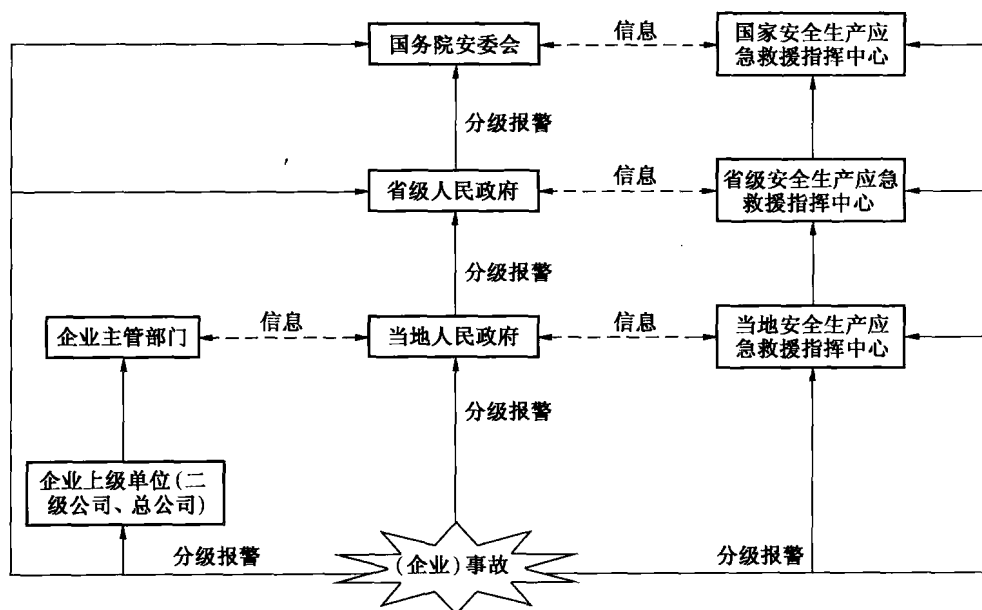 国务院安委会
信息
国家安全生产应
急救援指挥中心
分级报警
省级人民政府
信息
省级安全生产应急
救援指挥中心
分级报警
企业主管部门
信息
当地人民政府
信息
当地安全生产应
急救援指挥中心
分级报警
企业上级单位(二
级公司、总公司)
分级报警
(企业)事故
分级报警